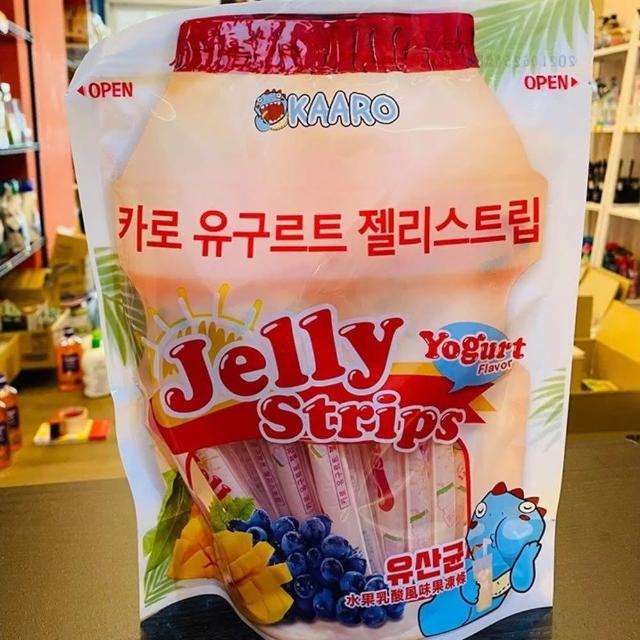 ◀OPEN
OPEN▶
KAARO
카로 유구르트 젤리스트립
Jelly
Yogurt
Flavor
Strips
유산균
水果乳酸風味果凍條